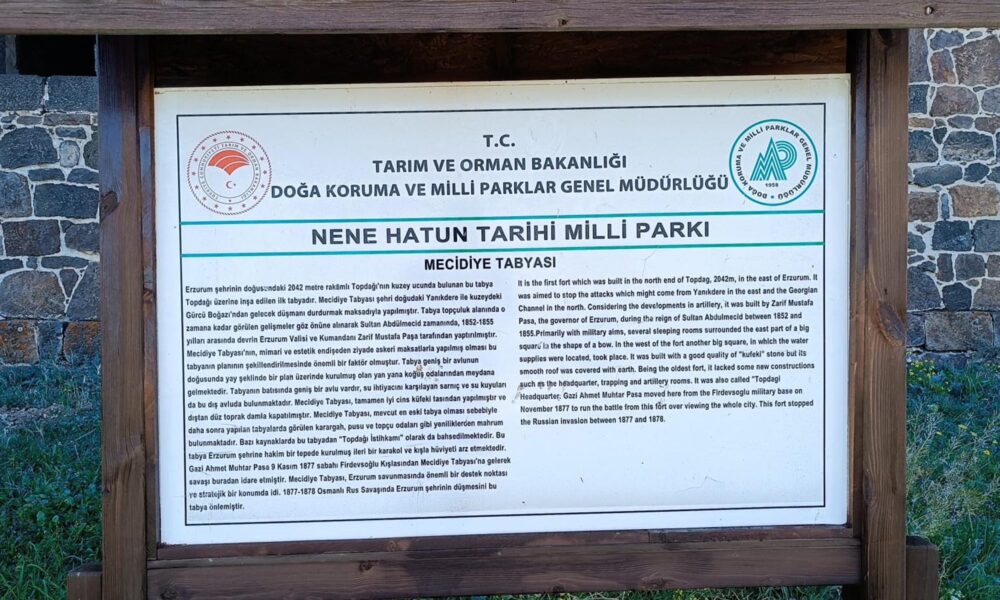 T.C.
TARIM VE ORMAN BAKANLIĞI
DOĞA KORUMA VE MİLLİ PARKLAR GENEL MÜDÜRLÜĞÜ
DOĞA KORUMA VE MİLLİ PARKLAR GENEL MÜDÜRLÜĞÜ
1958
NENE HATUN TARİHİ MİLLİ PARKI
MECİDİYE TABYASI
Erzurum şehrinin doğusundaki 2042 metre rakımlı Topdağı'nın kuzey ucunda bulunan bu tabya
Topdağı üzerine inşa edilen ilk tabyadır. Mecidiye Tabyası şehri doğudaki Yanıkdere ile kuzeydeki
Gürcü Boğazı'ndan gelecek düşmanı durdurmak maksadıyla yapılmıştır. Tabya topçuluk alanında o
zamana kadar görülen gelişmeler göz önüne alınarak Sultan Abdülmecid zamanında, 1852-1855
yılları arasında devrin Erzurum Valisi ve Kumandanı Zarif Mustafa Paşa tarafından yaptırılmıştır.
Mecidiye Tabyası'nın, mimari ve estetik endişeden ziyade askeri maksatlarla yapılmış olması bu
tabyanın planının şekillendirilmesinde önemli bir faktör olmuştur. Tabya geniş bir avlunun
doğusunda yay şeklinde bir plan üzerinde kurulmuş olan yan yana koğuş odalarından meydana
gelmektedir. Tabyanın batısında geniş bir avlu vardır, su ihtiyacını karşılayan sarnıç ve su kuyuları
da bu dış avluda bulunmaktadır. Mecidiye Tabyası, tamamen iyi cins küfeki tasından yapılmıştır ve
dıştan düz toprak damla kapatılmıştır. Mecidiye Tabyası, mevcut en eski tabya olması sebebiyle
daha sonra yapılan tabyalarda görülen karargah, pusu ve topçu odaları gibi yeniliklerden mahrum
bulunmaktadır. Bazı kaynaklarda bu tabyadan "Topdağı İstihkamı" olarak da bahsedilmektedir. Bu
tabya Erzurum şehrine hakim bir tepede kurulmuş ileri bir karakol ve kışla hüviyeti arz etmektedir.
Gazi Ahmet Muhtar Pasa 9 Kasım 1877 sabahı Firdevsoğlu Kışlasından Mecidiye Tabyası'na gelerek
savaşı buradan idare etmiştir. Mecidiye Tabyası, Erzurum savunmasında önemli bir destek noktası
ve stratejik bir konumda idi. 1877-1878 Osmanlı Rus Savaşında Erzurum şehrinin düşmesini bu
tabya önlemiştir.
It is the first fort which was built in the north end of Topdag, 2042m, in the east of Erzurum. It
was aimed to stop the attacks which might come from Yanıkdere in the east and the Georgian
Channel in the north. Considering the developments in artillery, it was built by Zarif Mustafa
Pasa, the governor of Erzurum, during the reign of Sultan Abdulmecid between 1852 and
1855.Primarily with military aims, several sleeping rooms surrounded the east part of a big
square in the shape of a bow. In the west of the fort another big square, in which the water
supplies were located, took place. It was built with a good quality of "kufeki" stone but its
smooth roof was covered with earth. Being the oldest fort, it lacked some new constructions
such as the headquarter, trapping and artillery rooms. It was also called "Topdagi
Headquarter. Gazi Ahmet Muhtar Pasa moved here from the Firdevsoglu military base on
November 1877 to run the battle from this fort over viewing the whole city. This fort stopped
the Russian invasion between 1877 and 1878.